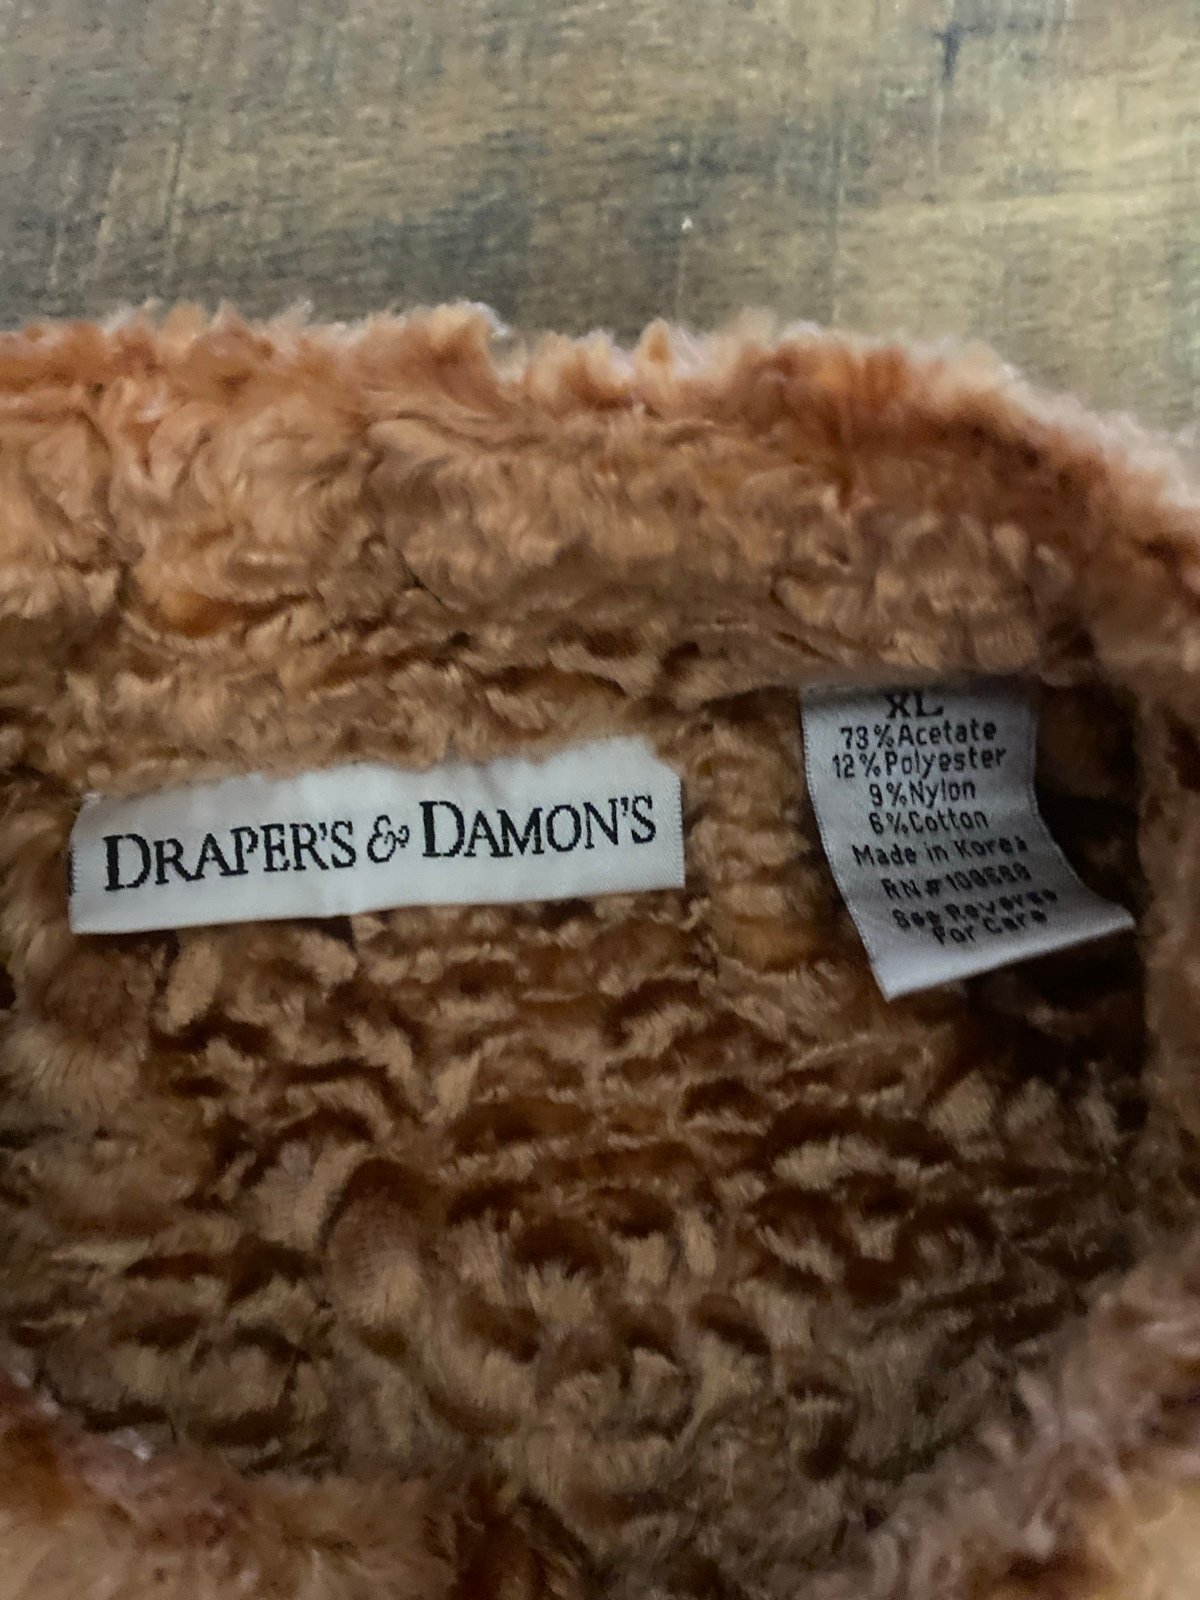 DRAPER'S & DAMON'S
XL
73%Acetate
12%Polyester
9%Nylon
6%Cotton
Made in Korea
See Reverse
For Care